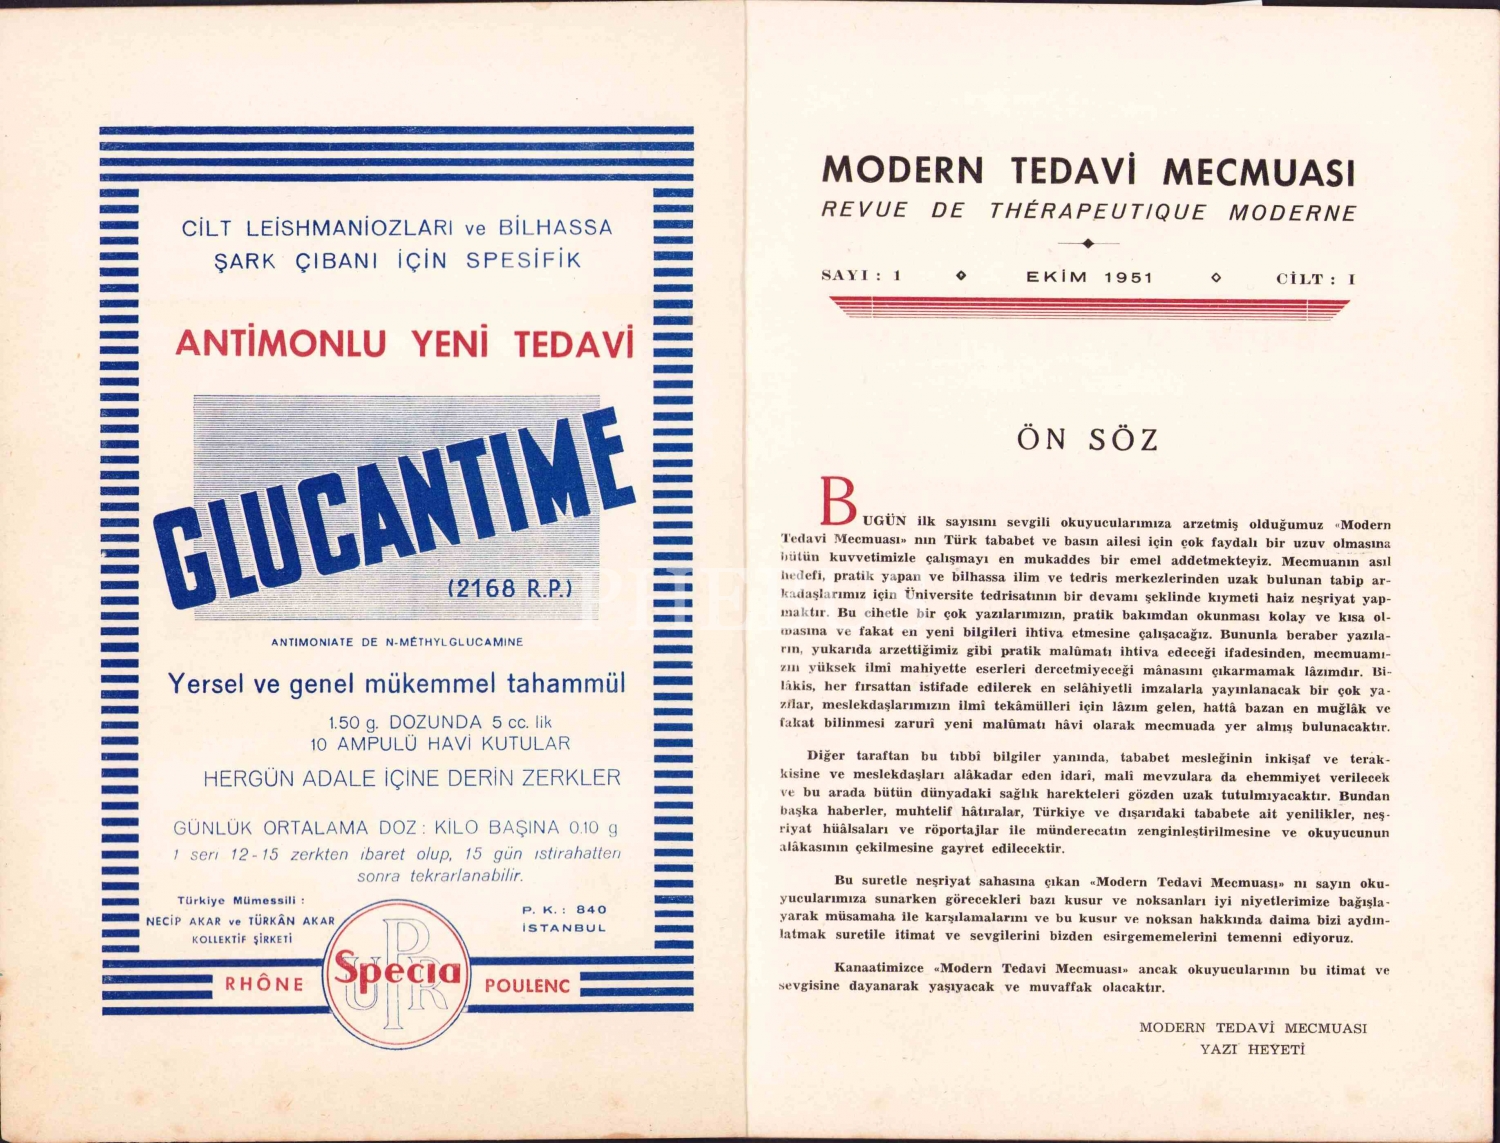 CİLT LEİSHMANİOZLARI ve BİLHASSA
ŞARK ÇIBANI İÇİN SPESİFİK
ANTİMONLU YENİ TEDAVİ
GLUCANTIME
(2168 R.P.)
ANTIMONIATE DE N-MÉTHYLGLUCAMINE
Yersel ve genel mükemmel tahammül
1.50 g. DOZUNDA 5 cc. lik
10 AMPULÜ HAVİ KUTULAR
HERGÜN ADALE İÇİNE DERİN ZERKLER
GÜNLÜK ORTALAMA DOZ : KİLO BAŞINA 0.10 g
1 seri 12-15 zerkten ibaret olup, 15 gün istirahatten
sonra tekrarlanabilir.
Türkiye Mümessili :
NECİP AKAR ve TÜRKÂN AKAR
KOLLEKTİF ŞİRKETİ
P. K. : 840
İSTANBUL
RHÔNE
Specia
POULENC
MODERN TEDAVİ MECMUASI
REVUE DE THÉRAPEUTIQUE MODERNE
SAYI : 1 EKİM 1951 CİLT : I
ÖN SÖZ
BUGÜN ilk sayısını sevgili okuyucularımıza arzetmiş olduğumuz «Modern
Tedavi Mecmuası» nın Türk tababet ve basın ailesi için çok faydalı bir uzuv olmasına
bütün kuvvetimizle çalışmayı en mukaddes bir emel addetmekteyiz. Mecmuanın asıl
hedefi, pratik yapan ve bilhassa ilim ve tedris merkezlerinden uzak bulunan tabip ar-
kadaşlarımız için Üniversite tedrisatının bir devamı şeklinde kıymeti haiz neşriyat yap-
maktır. Bu cihetle bir çok yazılarımızın, pratik bakımdan okunması kolay ve kısa ol-
masına ve fakat en yeni bilgileri ihtiva etmesine çalışacağız. Bununla beraber yazıla-
rın, yukarıda arzettiğimiz gibi pratik malûmatı ihtiva edeceği ifadesinden, mecmuamı-
zın yüksek ilmî mahiyette eserleri dercetmiyeceği mânasını çıkarmamak lâzımdır. Bi-
lâkis, her fırsattan istifade edilerek en selâhiyetli imzalarla yayınlanacak bir çok ya-
zılar, meslekdaşlarımızın ilmî tekâmülleri için lâzım gelen, hattâ bazan en muğlâk ve
fakat bilinmesi zarurî yeni malûmatı hâvi olarak mecmuada yer almış bulunacaktır.
Diğer taraftan bu tıbbî bilgiler yanında, tababet mesleğinin inkişaf ve terak-
kisine ve meslekdaşları alâkadar eden idarî, malî mevzulara da ehemmiyet verilecek
ve bu arada bütün dünyadaki sağlık harekteleri gözden uzak tutulmıyacaktır. Bundan
başka haberler, muhtelif hâtıralar, Türkiye ve dışarıdaki tababete ait yenilikler, neş-
riyat hüâlsaları ve röportajlar ile münderecatın zenginleştirilmesine ve okuyucunun
alâkasının çekilmesine gayret edilecektir.
Bu suretle neşriyat sahasına çıkan «Modern Tedavi Mecmuası» nı sayın oku-
yucularımıza sunarken görecekleri bazı kusur ve noksanları iyi niyetlerimize bağışla-
yarak müsamaha ile karşılamalarını ve bu kusur ve noksan hakkında daima bizi aydın-
latmak suretile itimat ve sevgilerini bizden esirgememelerini temenni ediyoruz.
Kanaatimizce «Modern Tedavi Mecmuası» ancak okuyucularının bu itimat ve
sevgisine dayanarak yaşıyacak ve muvaffak olacaktır.
MODERN TEDAVİ MECMUASI
YAZI HEYETİ